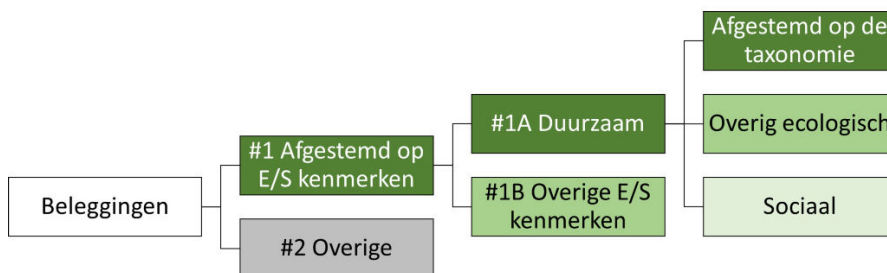 Beleggingen
#1 Afgestemd op
E/S kenmerken
#2 Overige
#1A Duurzaam
#1B Overige E/S
kenmerken
Afgestemd op de
taxonomie
Overig ecologisch
Sociaal